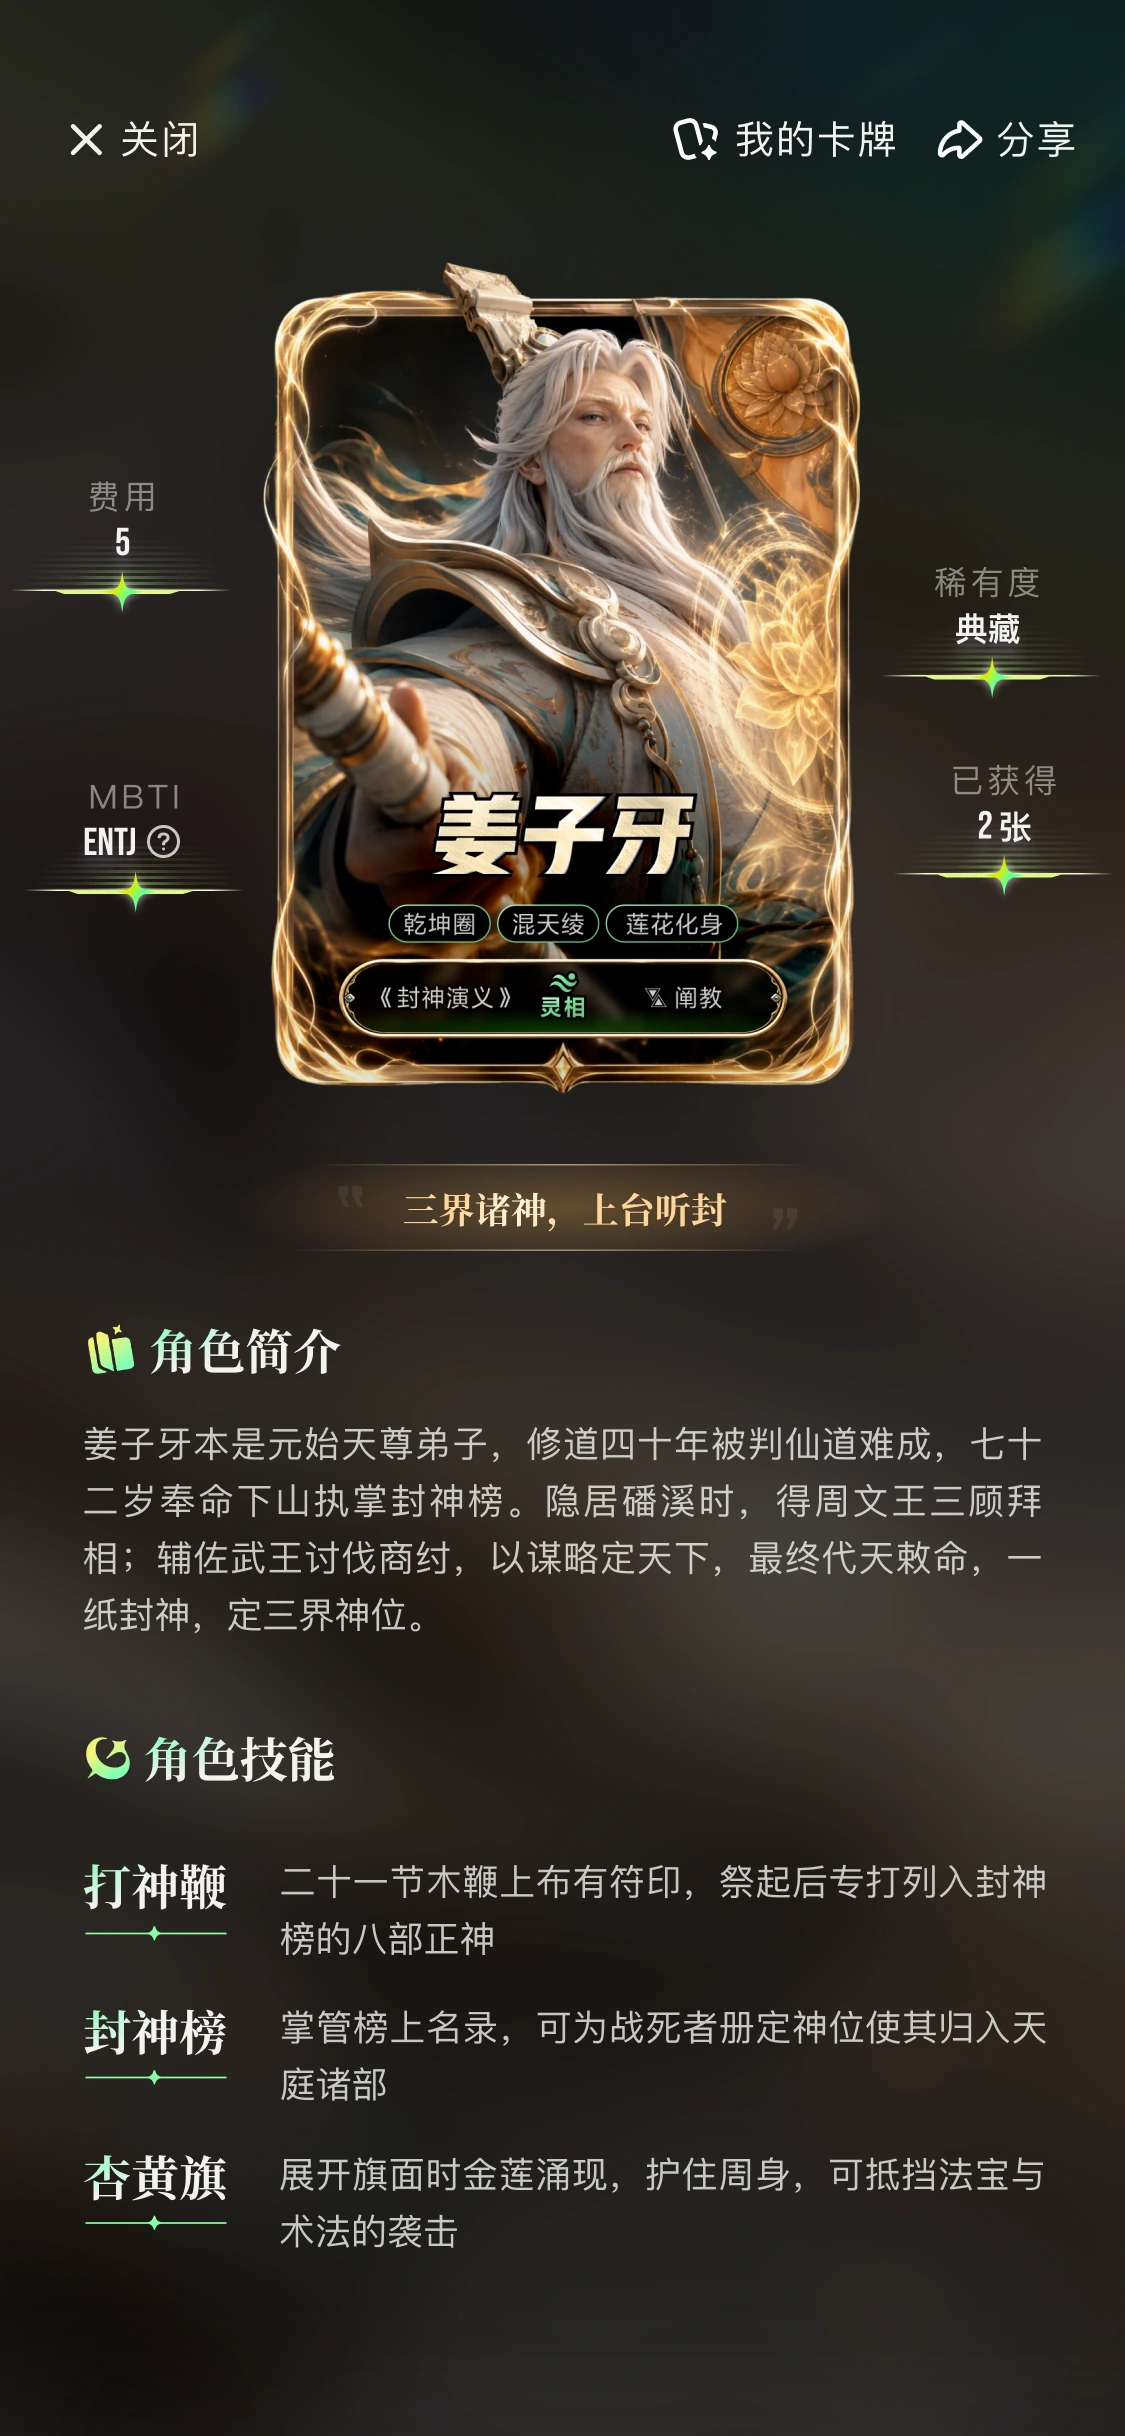 关闭
我的卡牌
分享
费用
5
稀有度
典藏
MBTI
ENTJ ?
已获得
2 张
姜子牙
乾坤圈
混天绫
莲花化身
《封神演义》
灵相
阐教
三界诸神，上台听封
角色简介
姜子牙本是元始天尊弟子，修道四十年被判仙道难成，七十
二岁奉命下山执掌封神榜。隐居磻溪时，得周文王三顾拜
相；辅佐武王讨伐商纣，以谋略定天下，最终代天敕命，一
纸封神，定三界神位。
角色技能
打神鞭
二十一节木鞭上布有符印，祭起后专打列入封神
榜的八部正神
封神榜
掌管榜上名录，可为战死者册定神位使其归入天
庭诸部
杏黄旗
展开旗面时金莲涌现，护住周身，可抵挡法宝与
术法的袭击